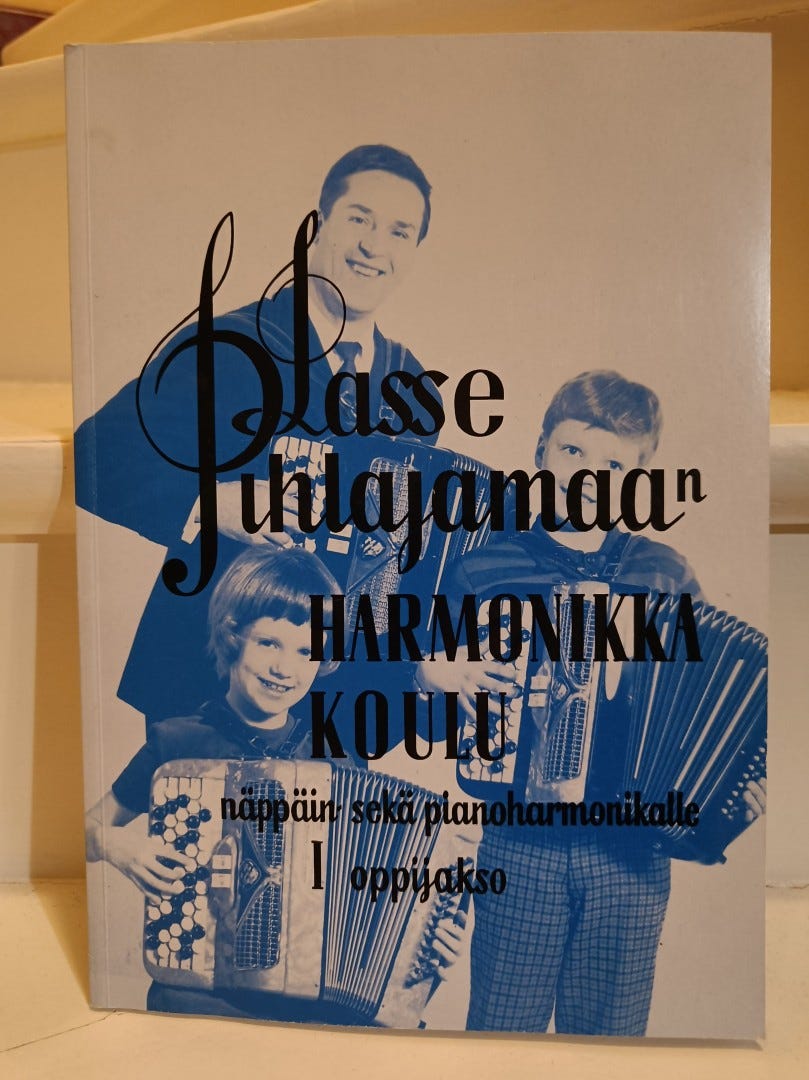 Lasse
Pihlajamaan
HARMONIKKA
KOULU
näppäin- sekä pianoharmonikalle
I oppijakso